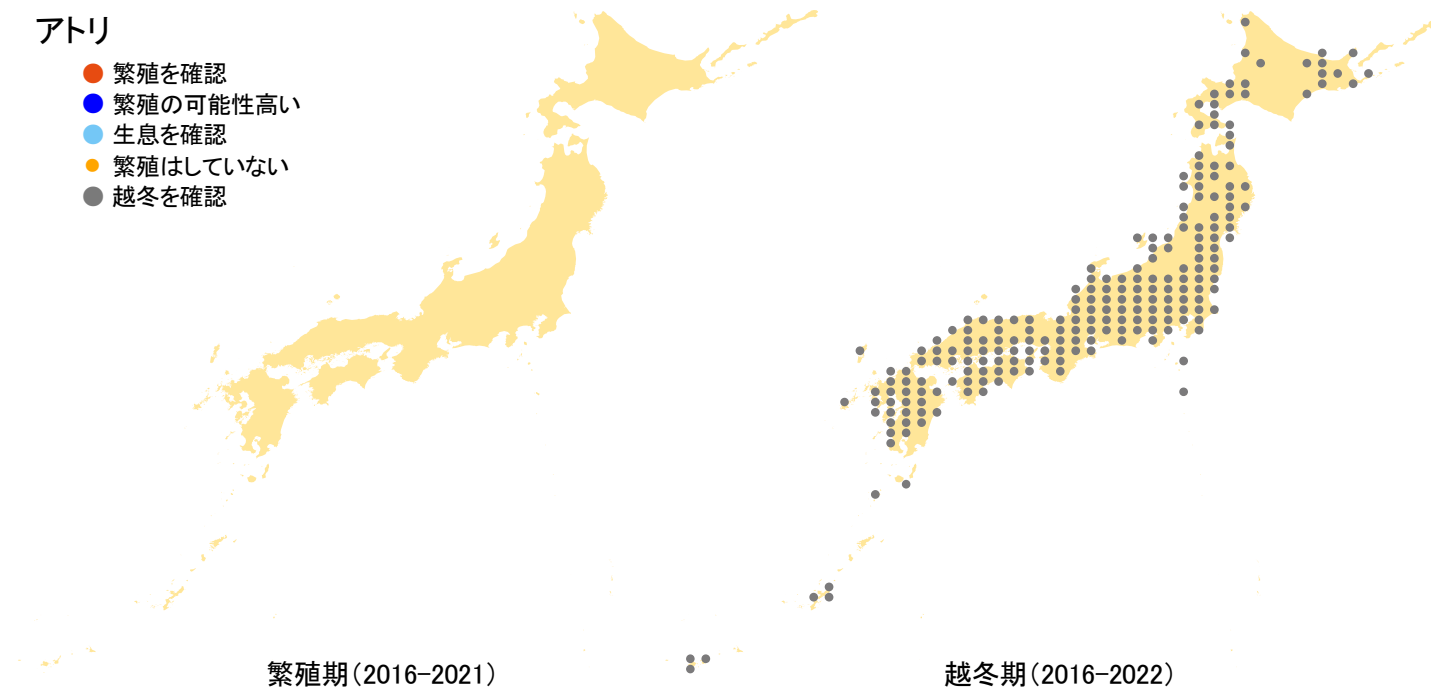 アトリ
繁殖を確認
繁殖の可能性高い
生息を確認
繁殖はしていない
越冬を確認
繁殖期(2016-2021)
越冬期(2016-2022)